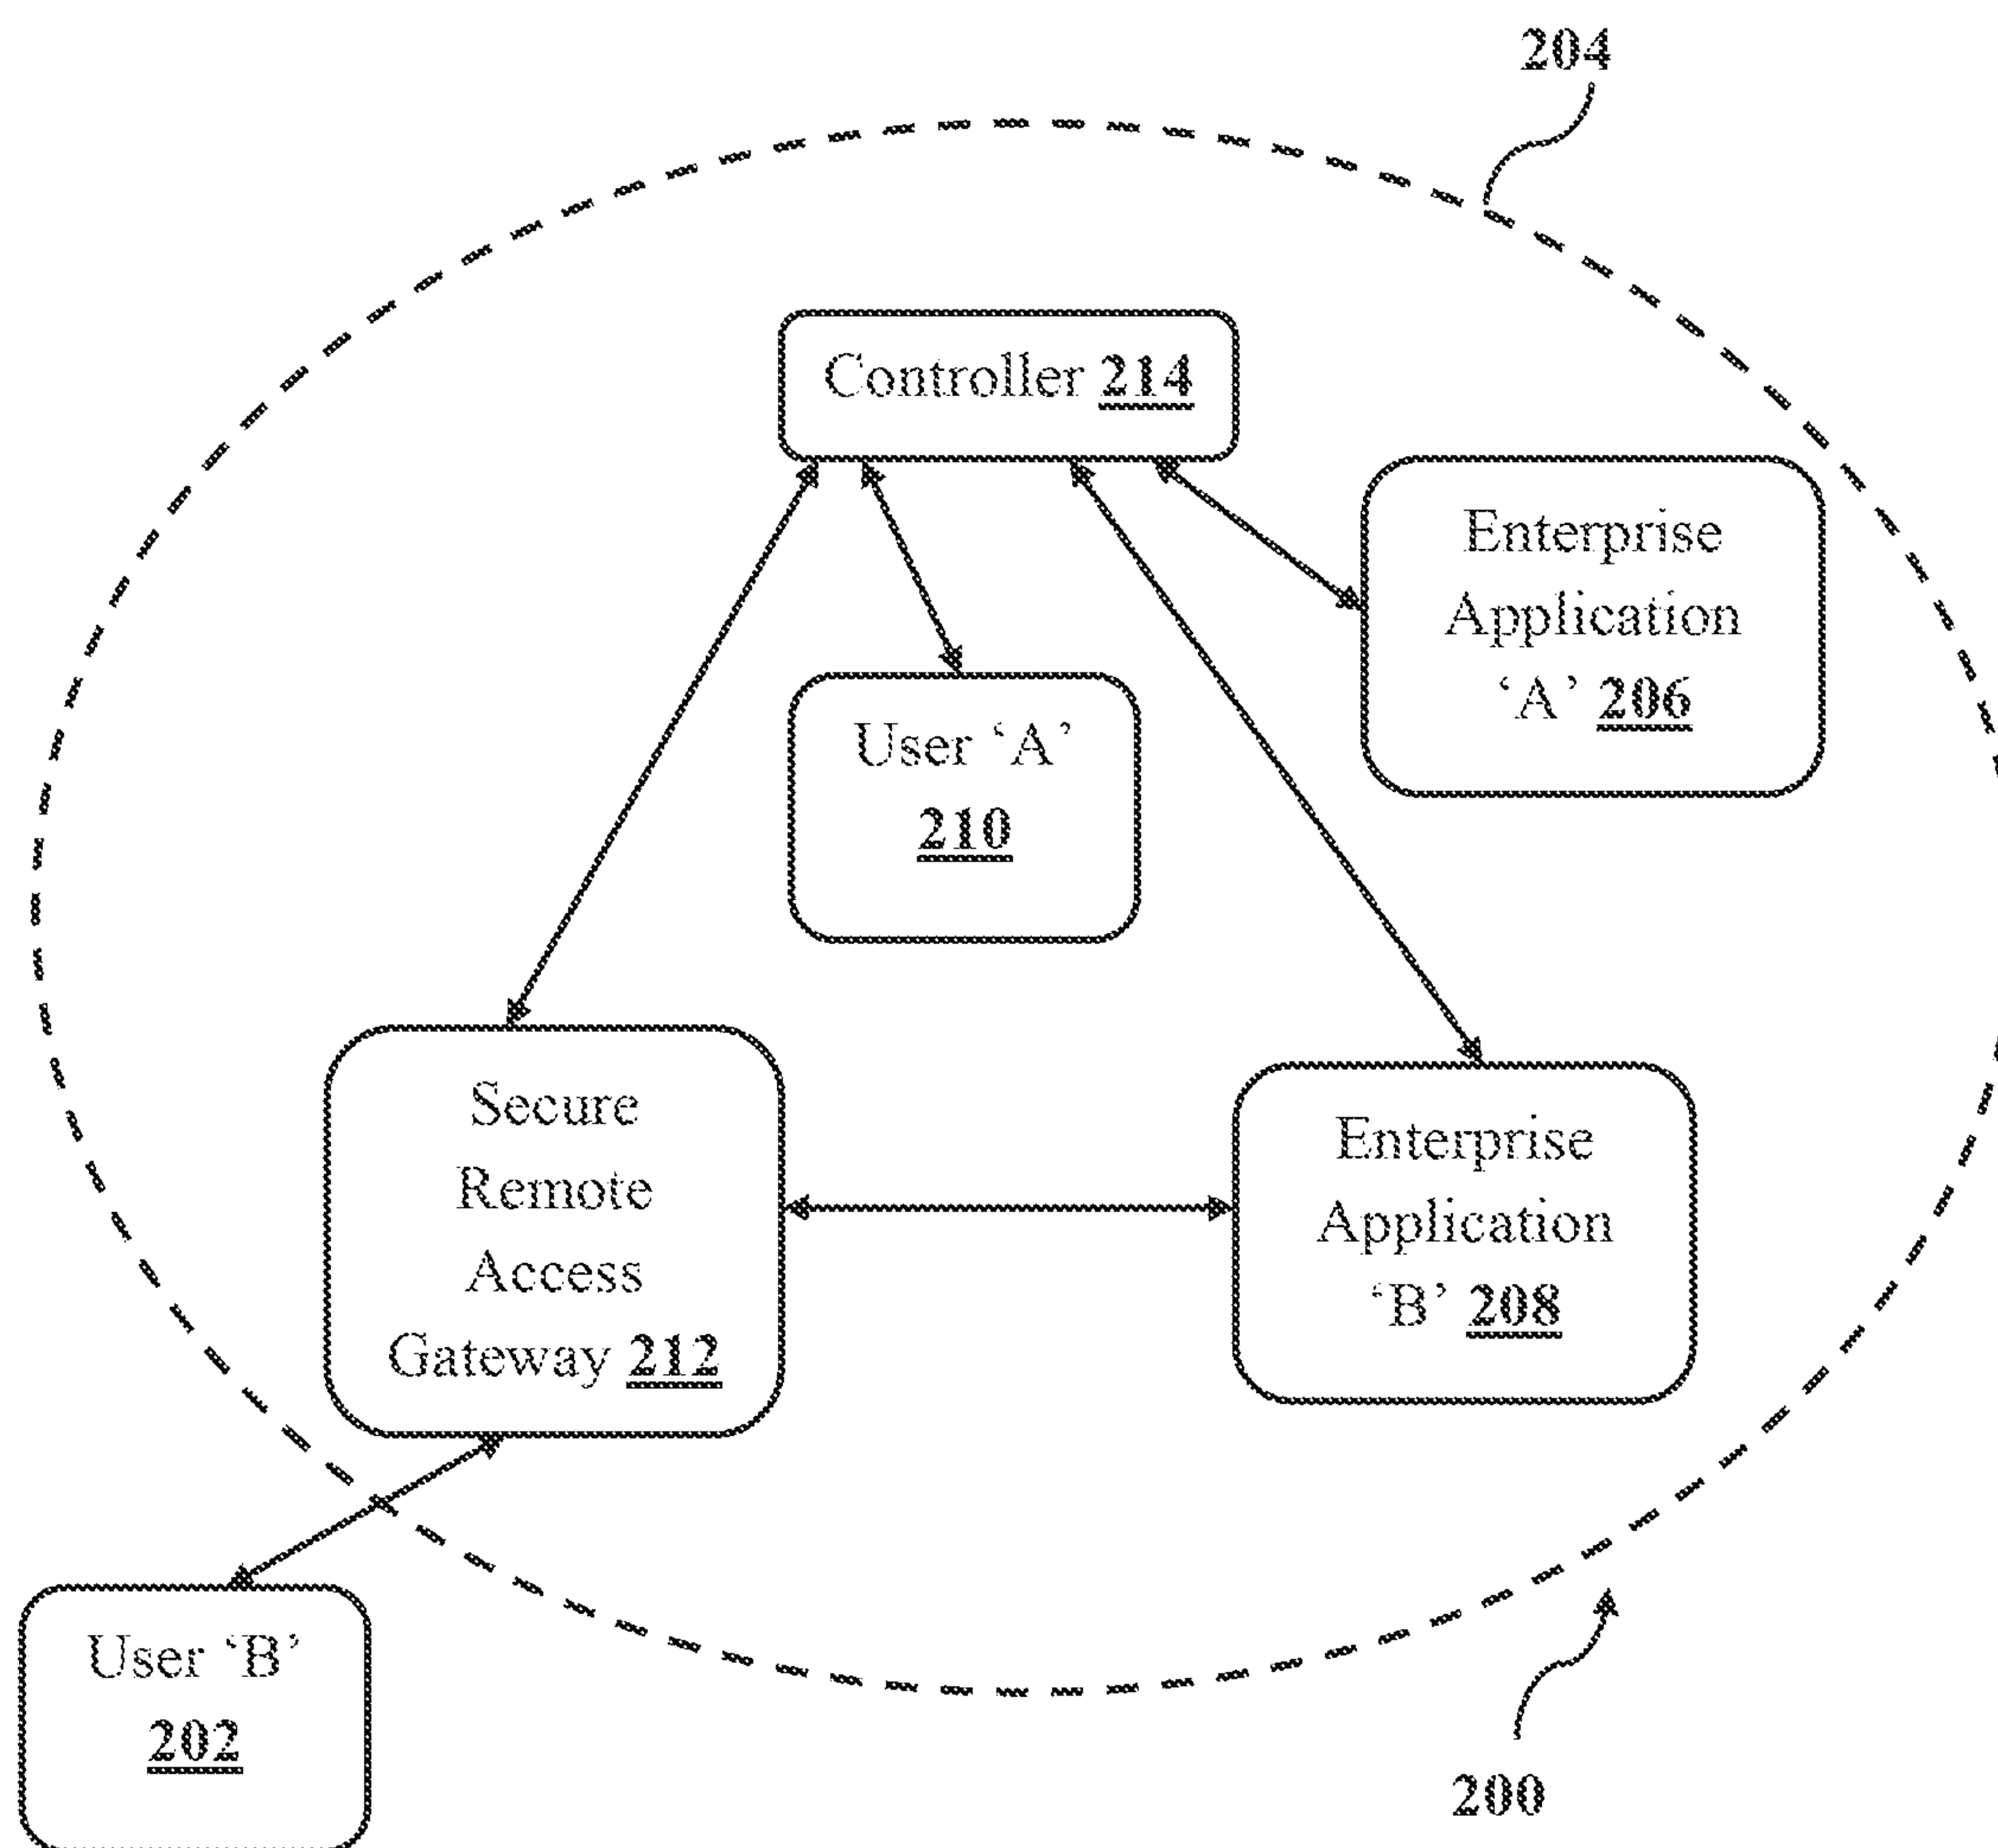 204
Controller 214
Enterprise
Application
‘A’ 206
User ‘A’
210
Secure
Remote
Access
Gateway 212
Enterprise
Application
‘B’ 208
User ‘B’
202
200